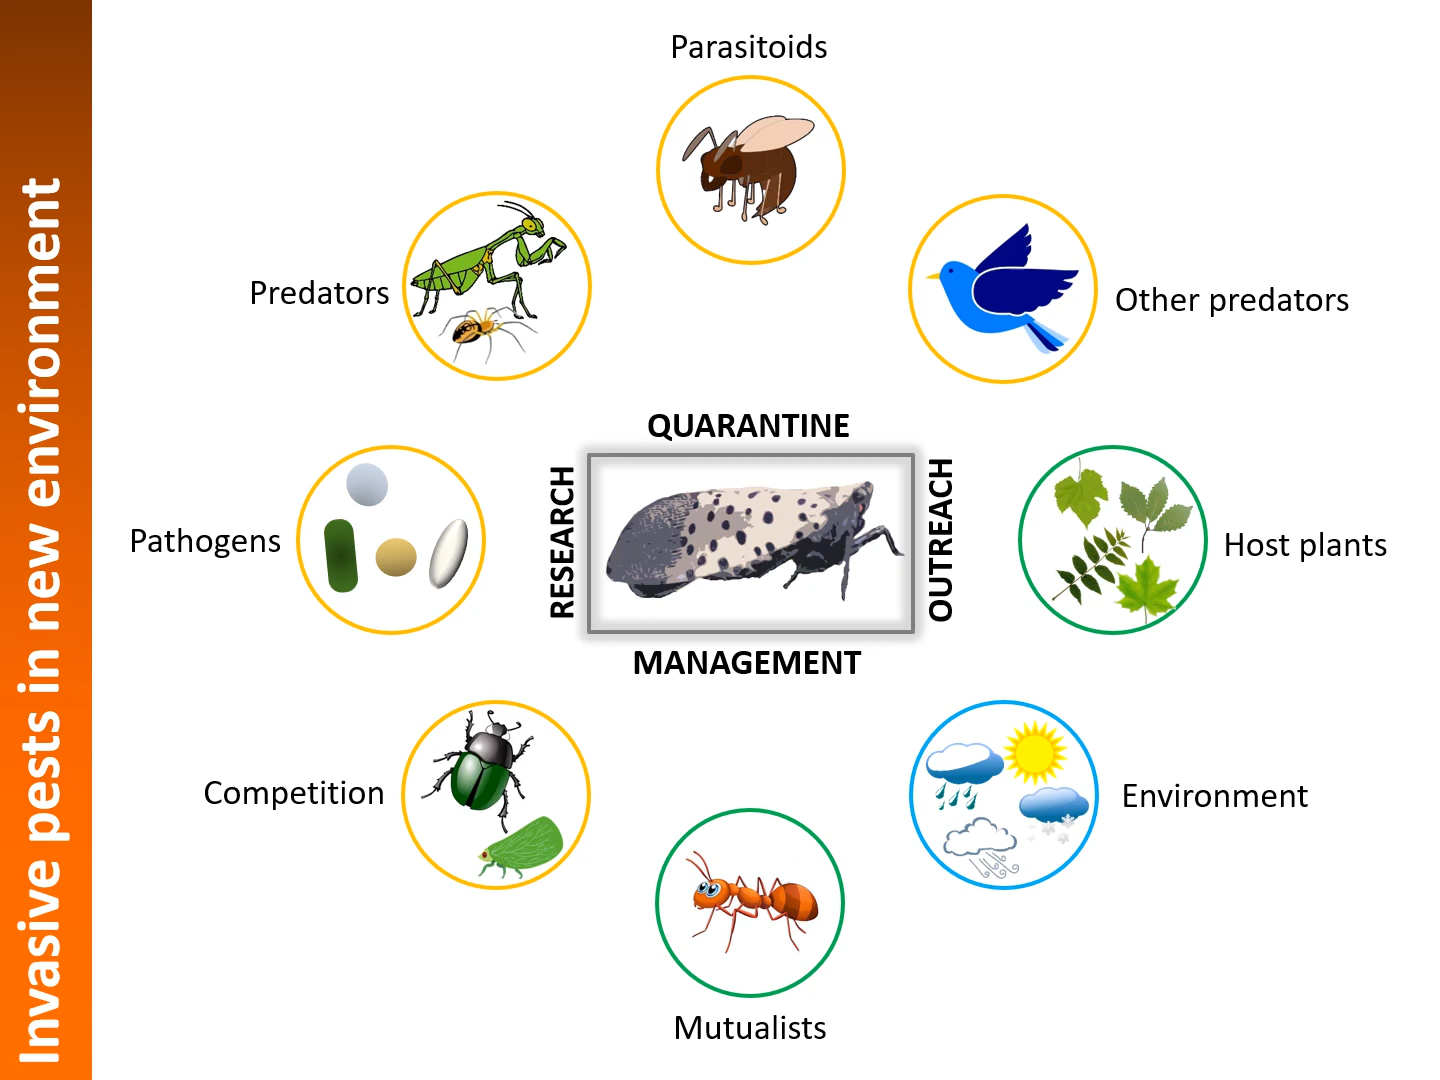 Invasive pests in new environment
Parasitoids
Predators
Other predators
QUARANTINE
RESEARCH
OUTREACH
Pathogens
Host plants
MANAGEMENT
Competition
Environment
Mutualists